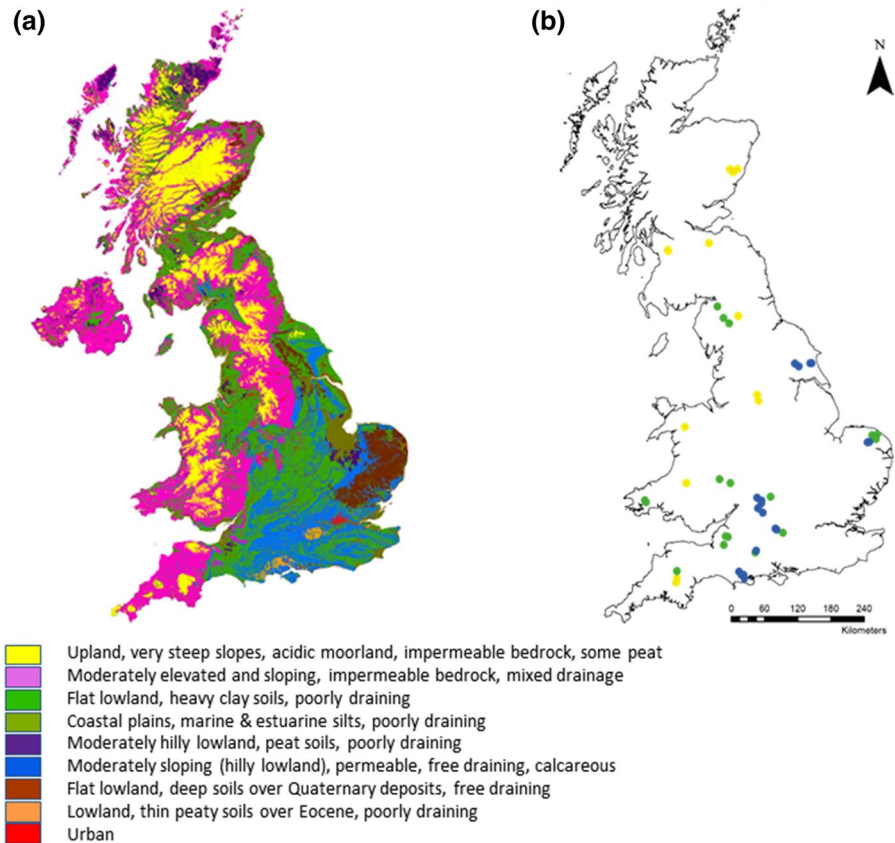 (a)
(b)
N
0 60 120 180 240
Kilometers
Upland, very steep slopes, acidic moorland, impermeable bedrock, some peat
Moderately elevated and sloping, impermeable bedrock, mixed drainage
Flat lowland, heavy clay soils, poorly draining
Coastal plains, marine & estuarine silts, poorly draining
Moderately hilly lowland, peat soils, poorly draining
Moderately sloping (hilly lowland), permeable, free draining, calcareous
Flat lowland, deep soils over Quaternary deposits, free draining
Lowland, thin peaty soils over Eocene, poorly draining
Urban